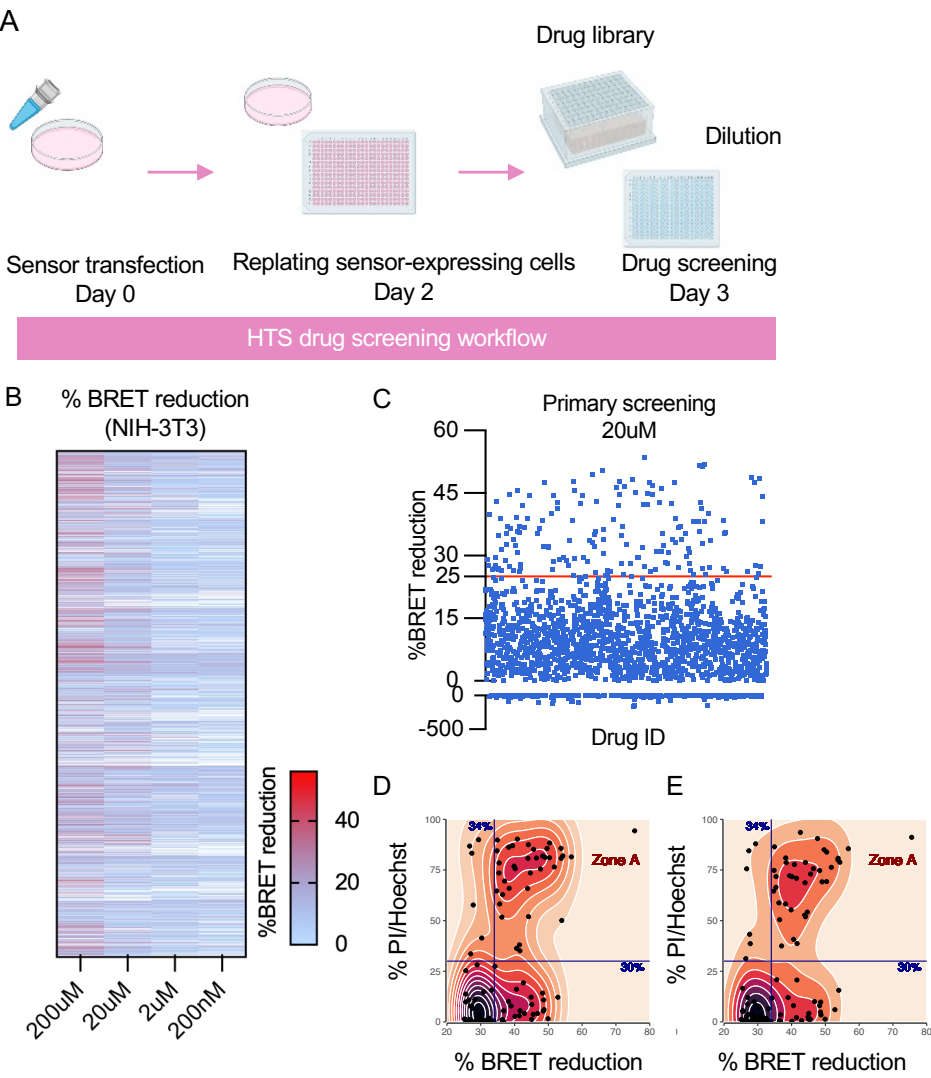 A
Drug library
Dilution
Sensor transfection
Day 0
Replating sensor-expressing cells
Day 2
Drug screening
Day 3
HTS drug screening workflow
B
% BRET reduction
(NIH-3T3)
200uM
20uM
2uM
200nM
%BRET reduction
40
20
0
C
Primary screening
20uM
%BRET reduction
60
45
30
25
15
0
0
-500
Drug ID
D
% PI/Hoechst
100
75
50
25
0
34%
Zone A
30%
20
30
40
50
60
70
80
% BRET reduction
E
% PI/Hoechst
100
75
50
25
0
34%
Zone A
30%
20
30
40
50
60
70
80
% BRET reduction